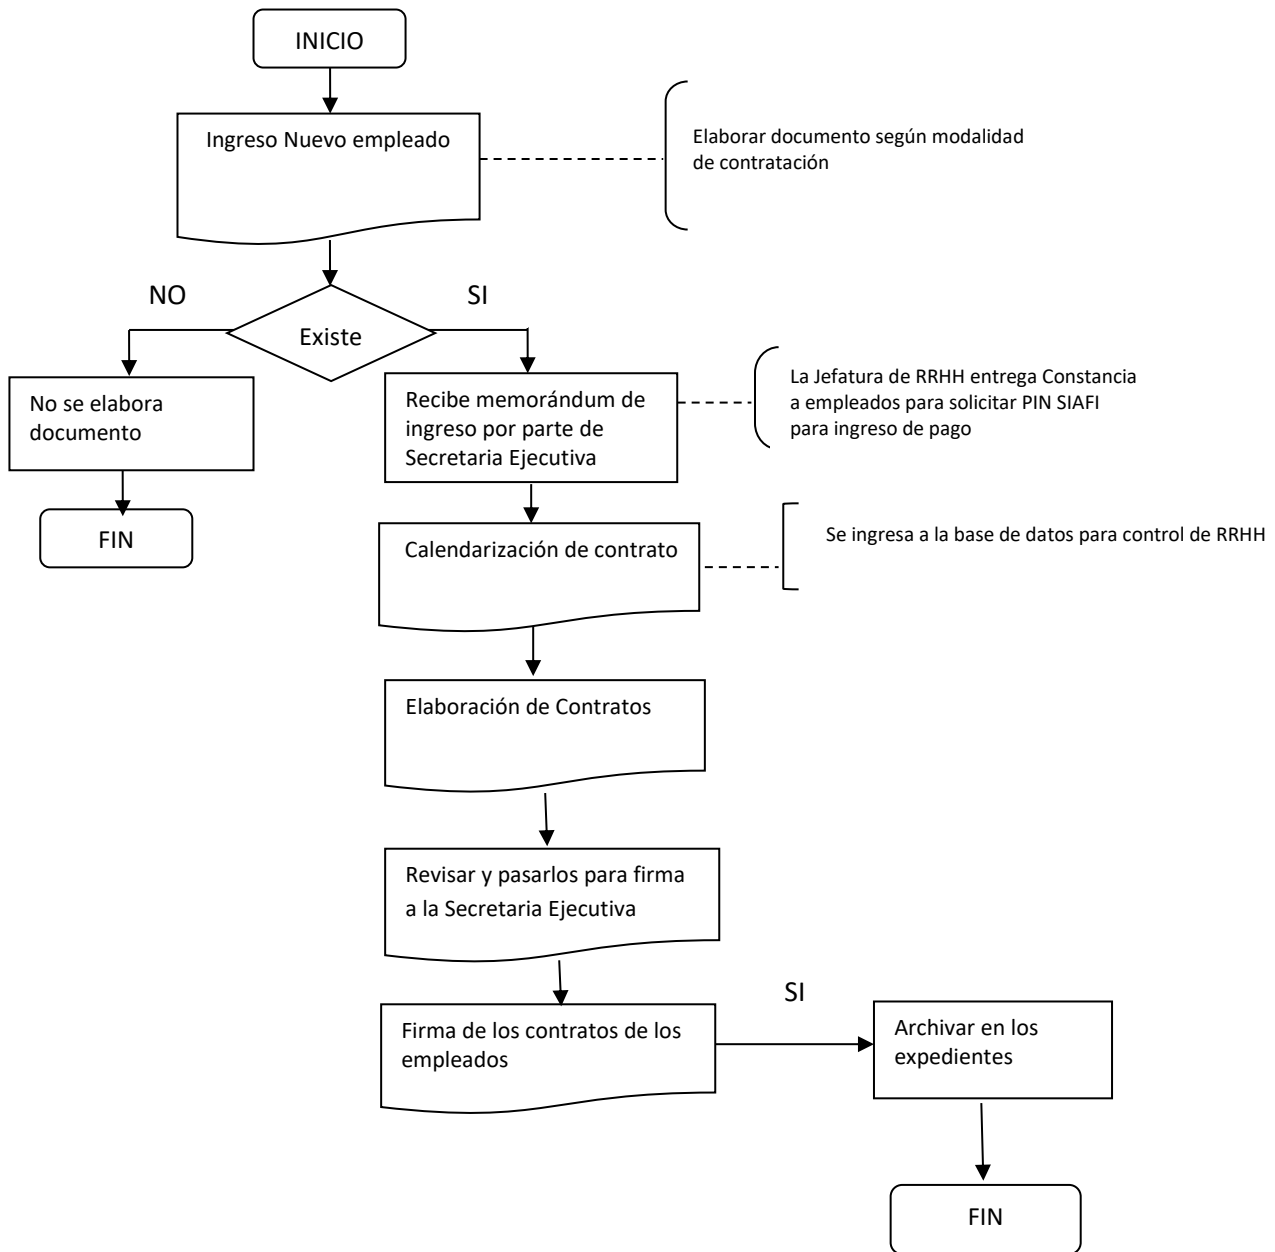 INICIO
Ingreso Nuevo empleado
Elaborar documento según modalidad
de contratación
NO
SI
Existe
No se elabora
documento
FIN
Recibe memorándum de
ingreso por parte de
Secretaria Ejecutiva
La Jefatura de RRHH entrega Constancia
a empleados para solicitar PIN SIAFI
para ingreso de pago
Calendarización de contrato
Se ingresa a la base de datos para control de RRHH
Elaboración de Contratos
Revisar y pasarlos para firma
a la Secretaria Ejecutiva
Firma de los contratos de los
empleados
SI
Archivar en los
expedientes
FIN